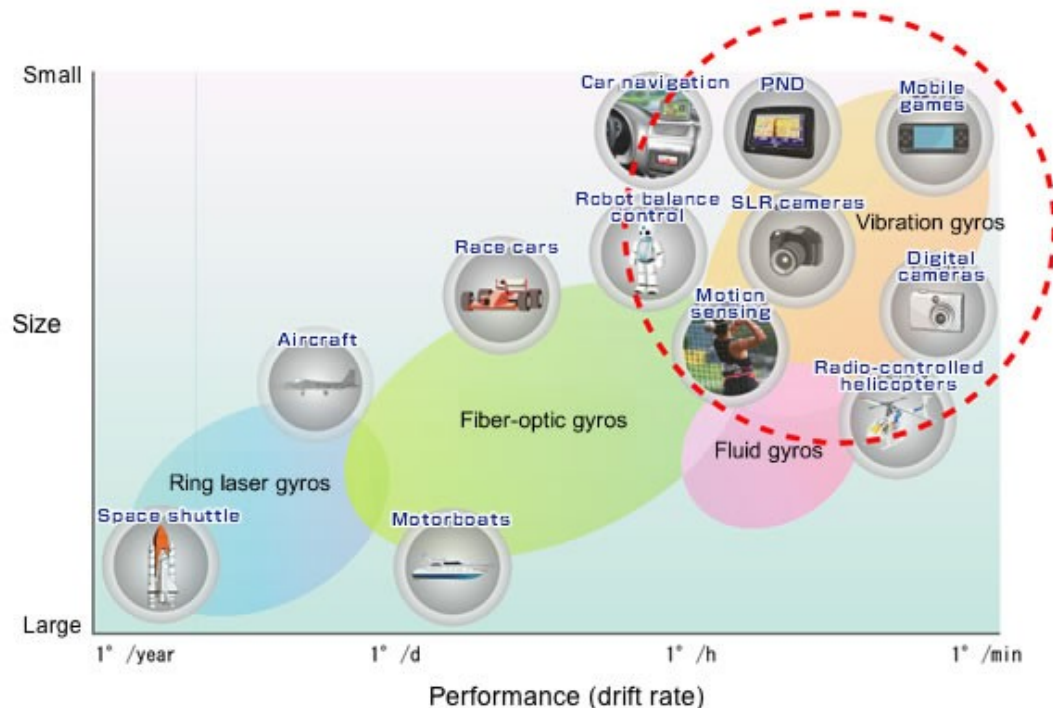 Small
Car navigation
PND
Mobile
games
Robot balance
control
SLR cameras
Vibration gyros
Race cars
Digital
cameras
Size
Motion
sensing
Aircraft
Radio-controlled
helicopters
Fiber-optic gyros
Fluid gyros
Ring laser gyros
Space shuttle
Motorboats
Large
1° /year
1° /d
1° /h
1° /min
Performance (drift rate)